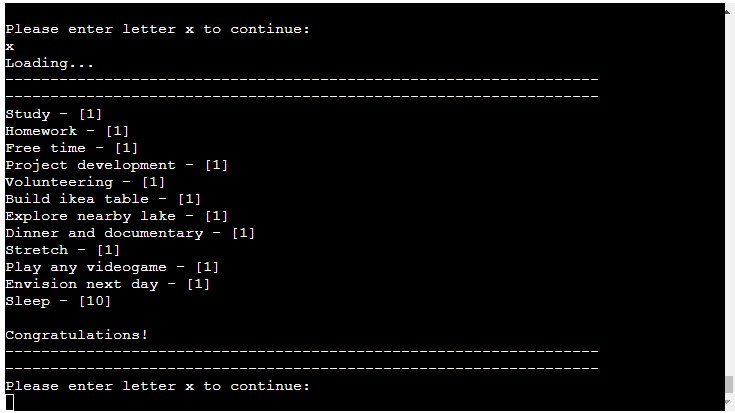 Please enter letter x to continue:
x
Loading...
------------------------------------------------------------------
------------------------------------------------------------------
Study - [1]
Homework - [1]
Free time - [1]
Project development - [1]
Volunteering - [1]
Build ikea table - [1]
Explore nearby lake - [1]
Dinner and documentary - [1]
Stretch - [1]
Play any videogame - [1]
Envision next day - [1]
Sleep - [10]
Congratulations!
------------------------------------------------------------------
------------------------------------------------------------------
Please enter letter x to continue: